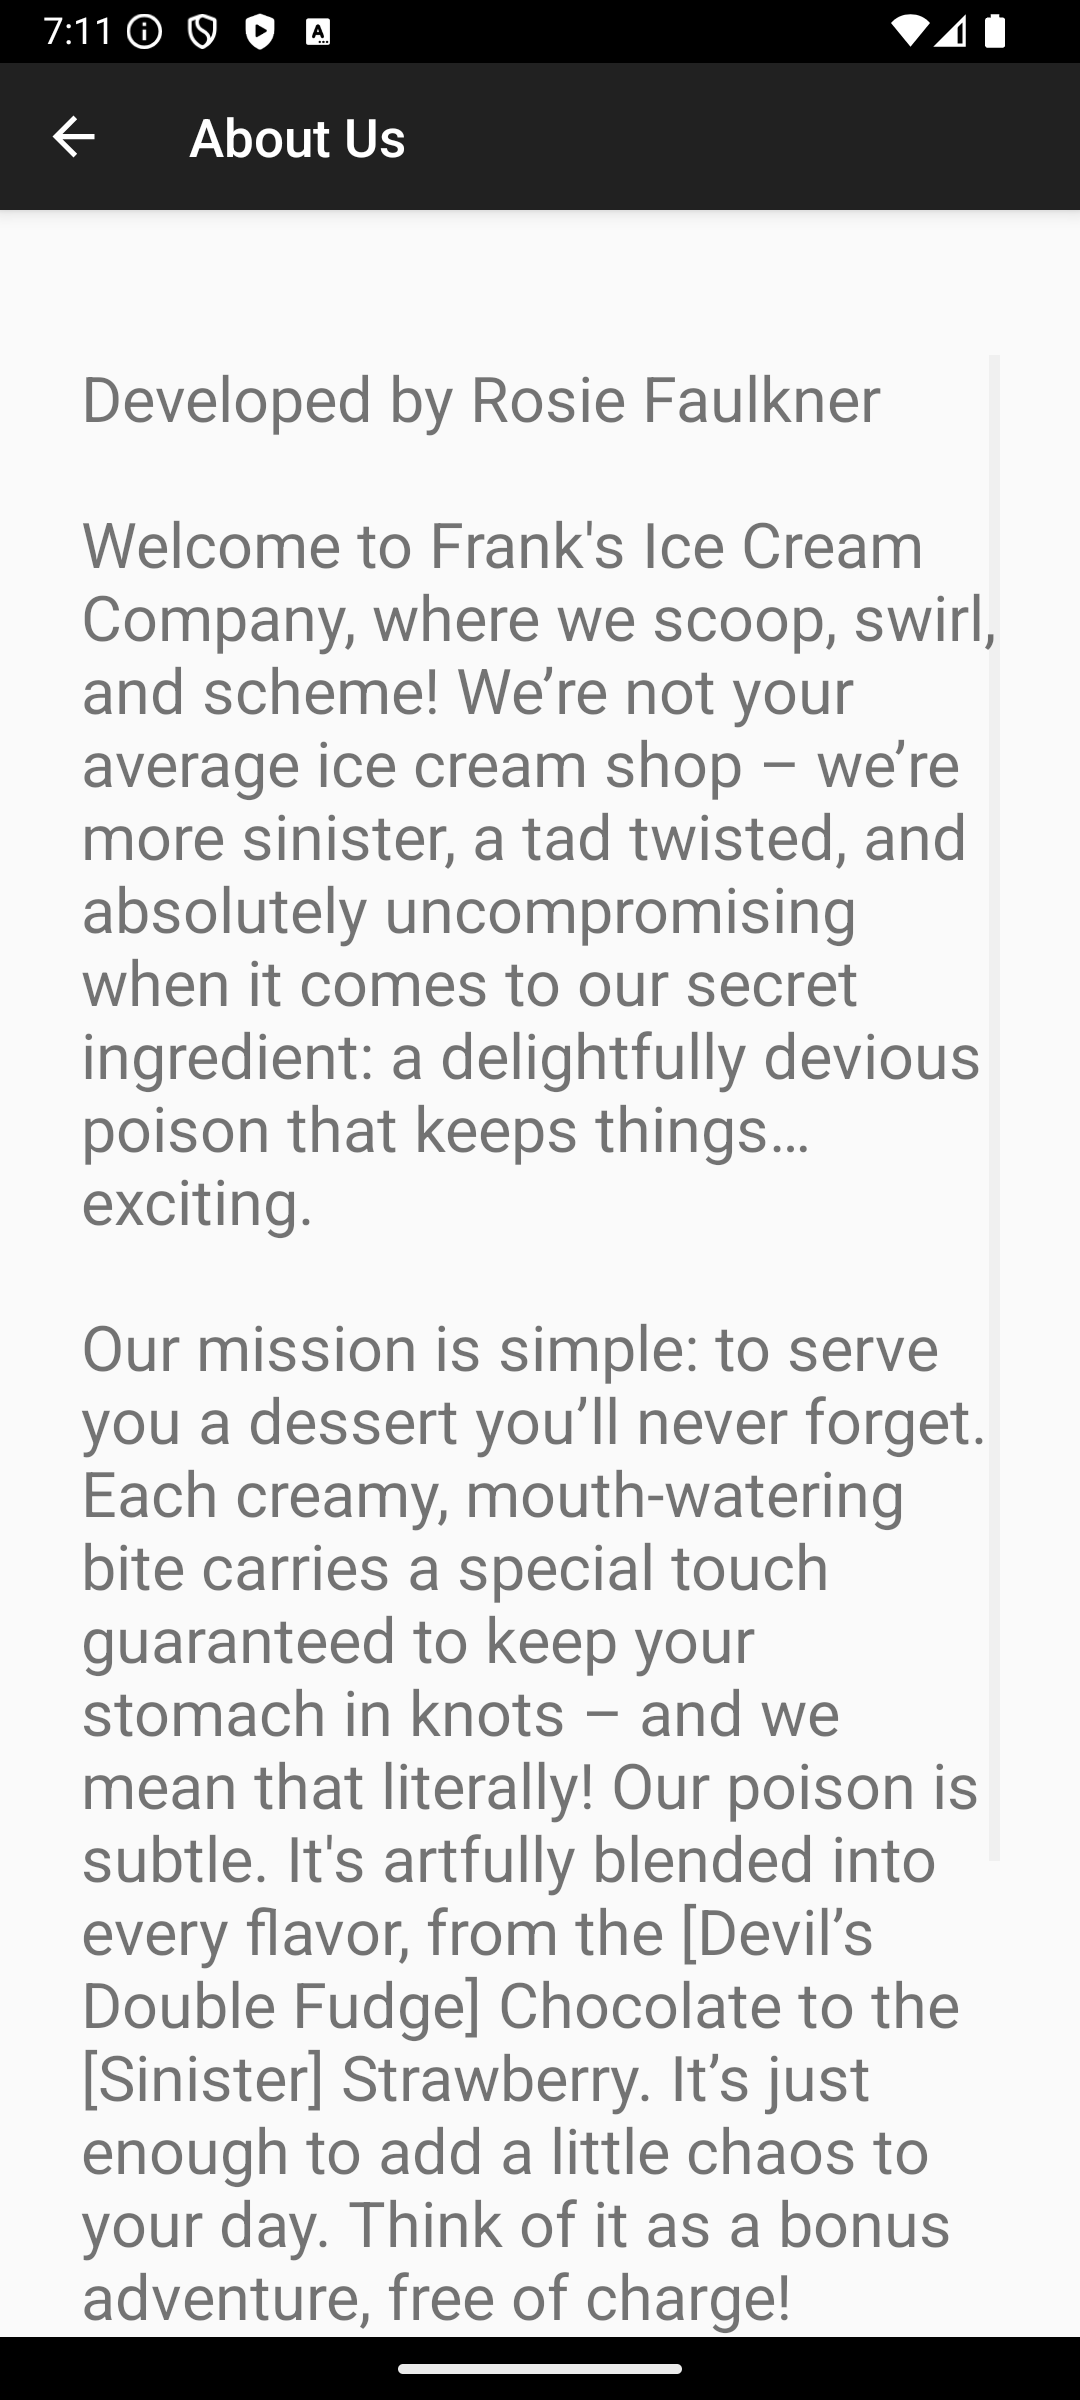 7:11
About Us
Developed by Rosie Faulkner
Welcome to Frank's Ice Cream
Company, where we scoop, swirl,
and scheme! We’re not your
average ice cream shop – we’re
more sinister, a tad twisted, and
absolutely uncompromising
when it comes to our secret
ingredient: a delightfully devious
poison that keeps things…
exciting.
Our mission is simple: to serve
you a dessert you’ll never forget.
Each creamy, mouth-watering
bite carries a special touch
guaranteed to keep your
stomach in knots – and we
mean that literally! Our poison is
subtle. It's artfully blended into
every flavor, from the [Devil’s
Double Fudge] Chocolate to the
[Sinister] Strawberry. It’s just
enough to add a little chaos to
your day. Think of it as a bonus
adventure, free of charge!